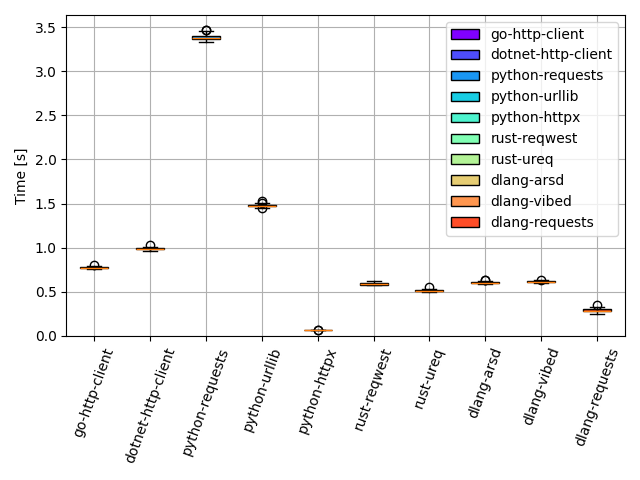 Time [s]
3.5
3.0
2.5
2.0
1.5
1.0
0.5
0.0
go-http-client
dotnet-http-client
python-requests
python-urllib
python-httpx
rust-reqwest
rust-ureq
dlang-arsd
dlang-vibed
dlang-requests
go-http-client
dotnet-http-client
python-requests
python-urllib
python-httpx
rust-reqwest
rust-ureq
dlang-arsd
dlang-vibed
dlang-requests